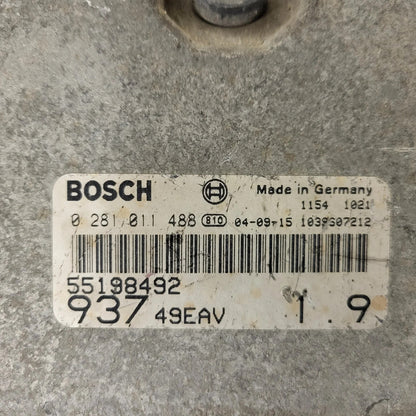 BOSCH Made in Germany
1154 1021
0 281 011 488 810 04-09-15 1039S07212
55198492
937 49EAV 1.9